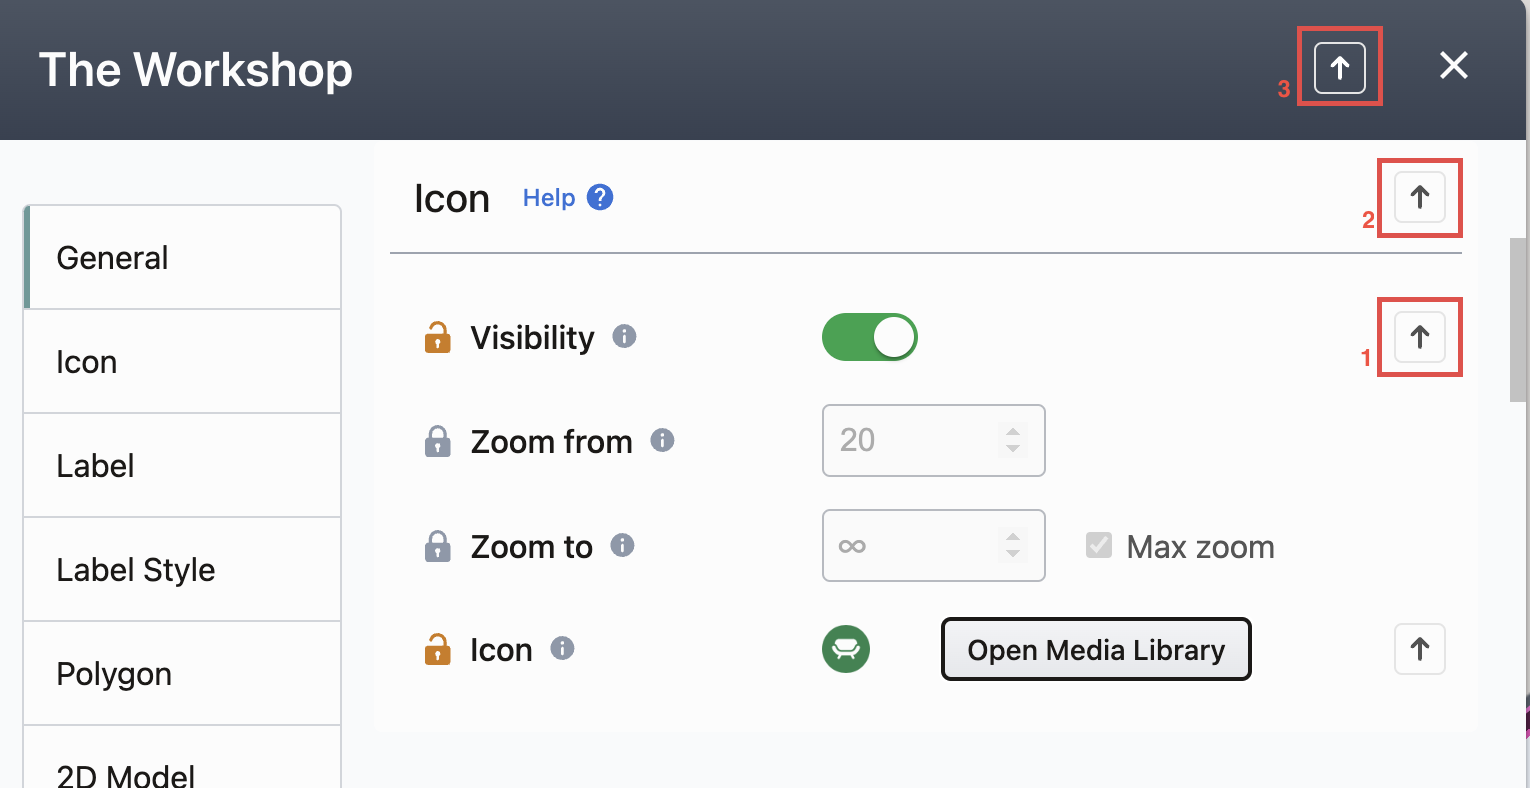 The Workshop
3
Icon Help ?
2
General
Visibility i
1
Icon
Zoom from i 20
Label
Zoom to i ∞ Max zoom
Label Style
Icon i Open Media Library
Polygon
2D Model